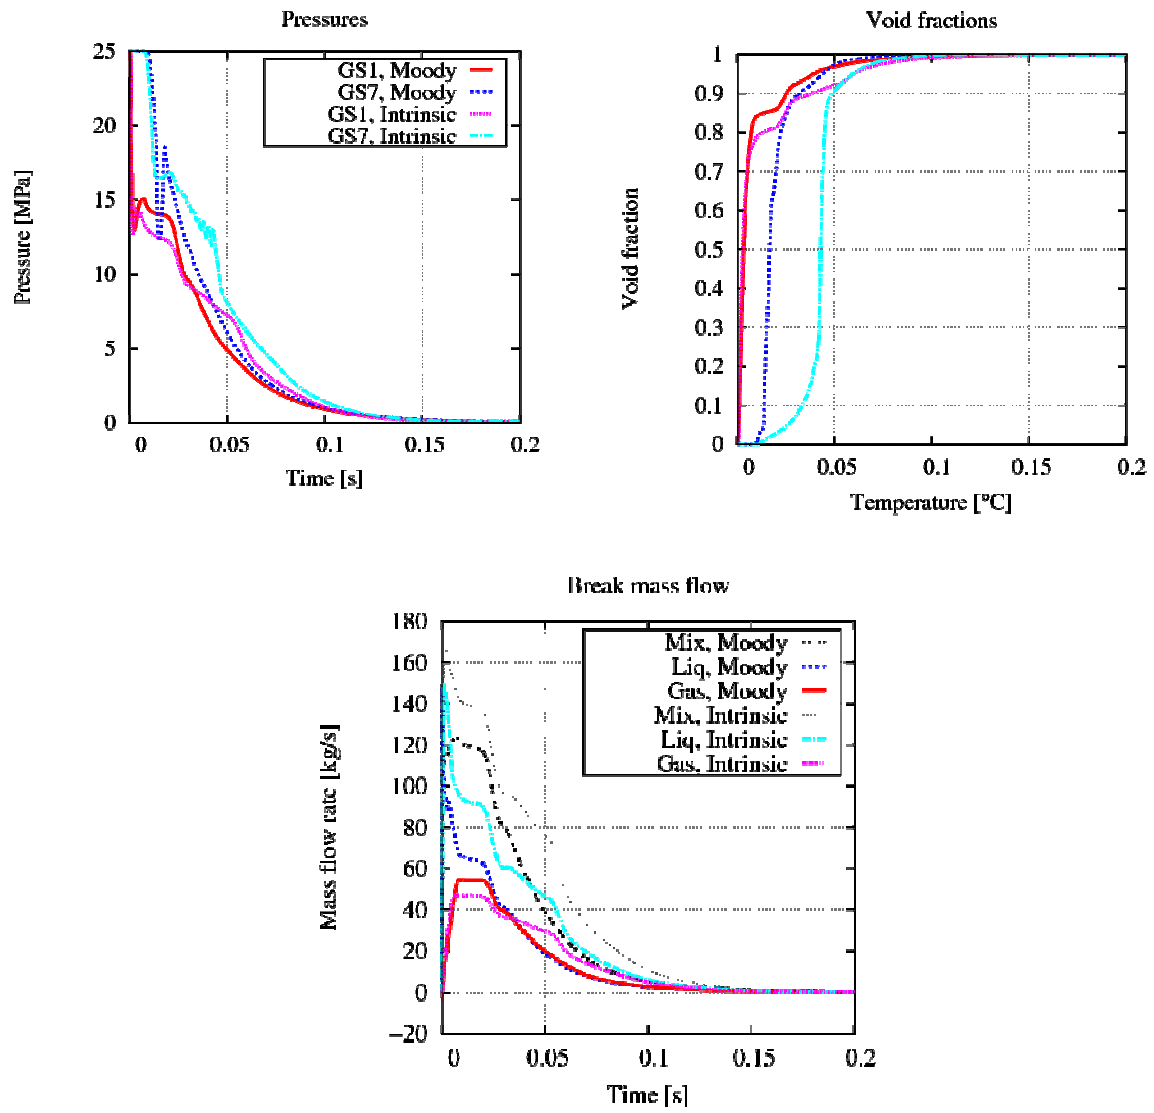 Pressures
25
20
15
10
5
0
Pressure [MPa]
GS1, Moody
GS7, Moody
GS1, Intrinsic
GS7, Intrinsic
0 0.05 0.1 0.15 0.2
Time [s]
Void fractions
1
0.9
0.8
0.7
0.6
0.5
0.4
0.3
0.2
0.1
0
Void fraction
0 0.05 0.1 0.15 0.2
Temperature [°C]
Break mass flow
180
160
140
120
100
80
60
40
20
0
−20
Mass flow rate [kg/s]
Mix, Moody
Liq, Moody
Gas, Moody
Mix, Intrinsic
Liq, Intrinsic
Gas, Intrinsic
0 0.05 0.1 0.15 0.2
Time [s]